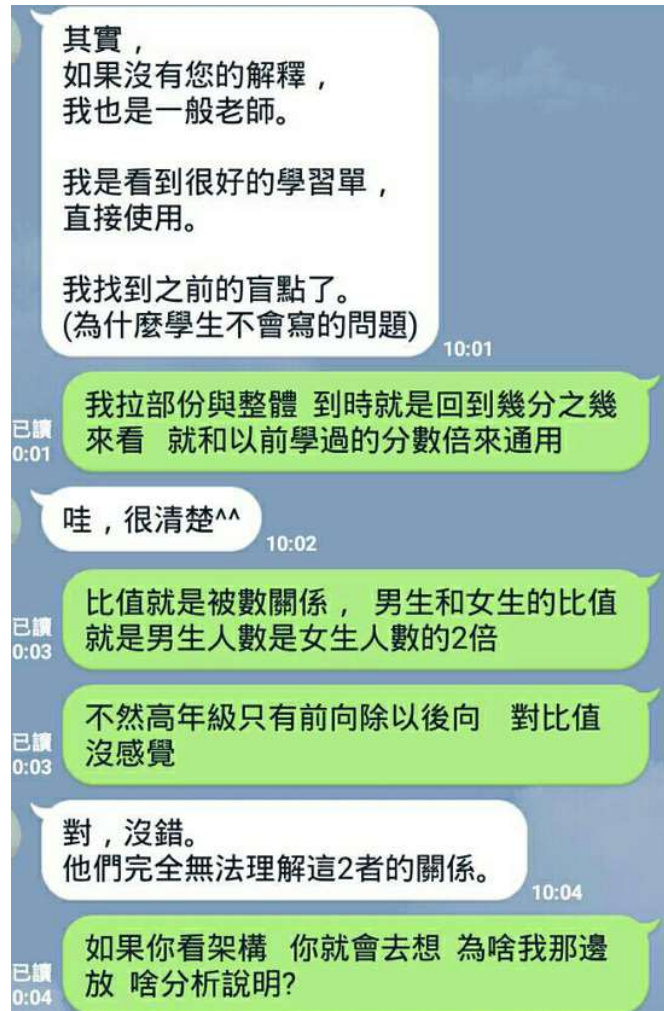 其實，
如果沒有您的解釋，
我也是一般老師。
我是看到很好的學習單，
直接使用。
我找到之前的盲點了。
(為什麼學生不會寫的問題)
10:01
我拉部份與整體 到時就是回到幾分之幾
來看 就和以前學過的分數倍來通用
已讀
0:01
哇，很清楚^^
10:02
比值就是被數關係， 男生和女生的比值
就是男生人數是女生人數的2倍
已讀
0:03
不然高年級只有前向除以後向 對比值
沒感覺
已讀
0:03
對，沒錯。
他們完全無法理解這2者的關係。
10:04
如果你看架構 你就會去想 為啥我那邊
放 啥分析說明?
已讀
0:04